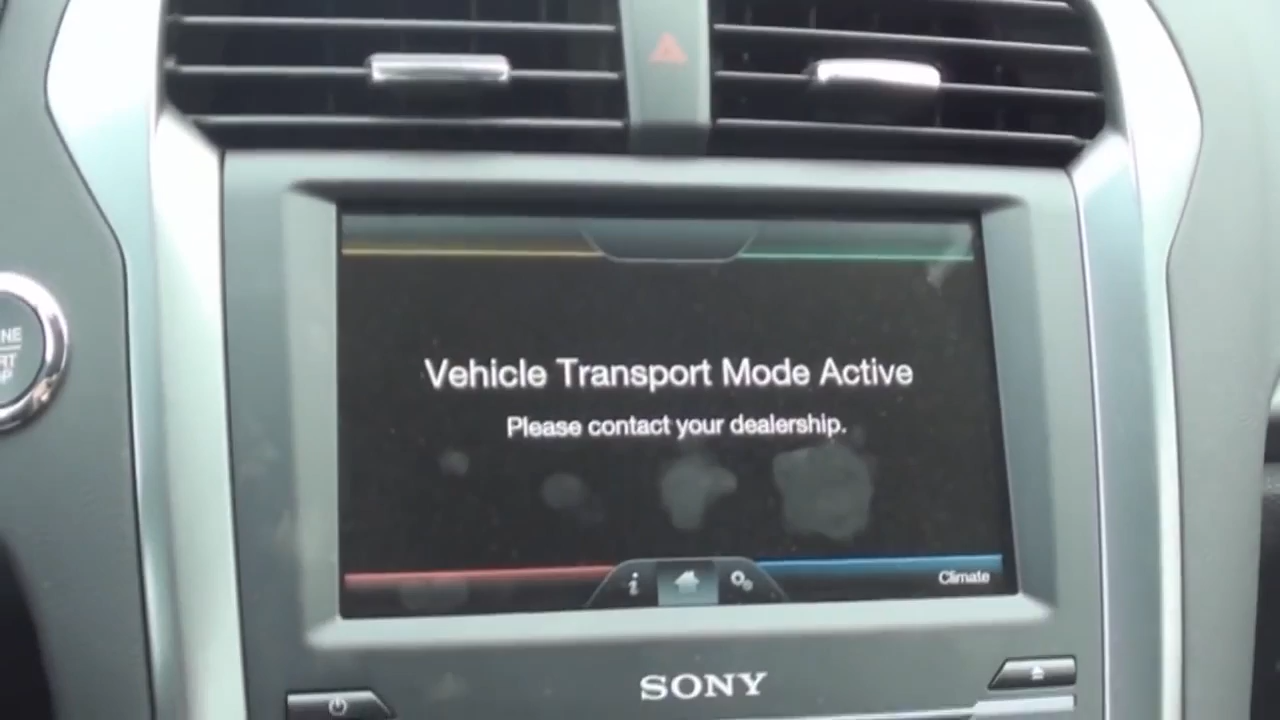 Vehicle Transport Mode Active
Please contact your dealership.
Climate
SONY